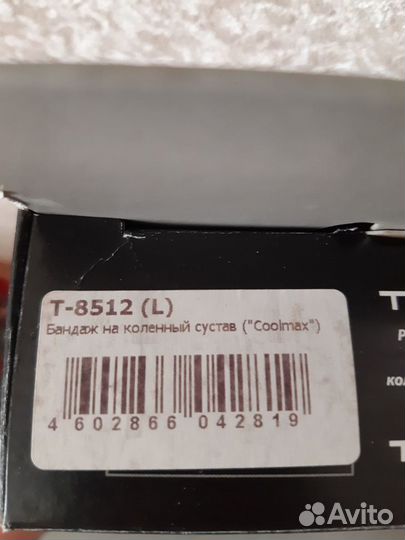 T-8512 (L)
Бандаж на коленный сустав ("Coolmax")
4 602866 042819
Avito